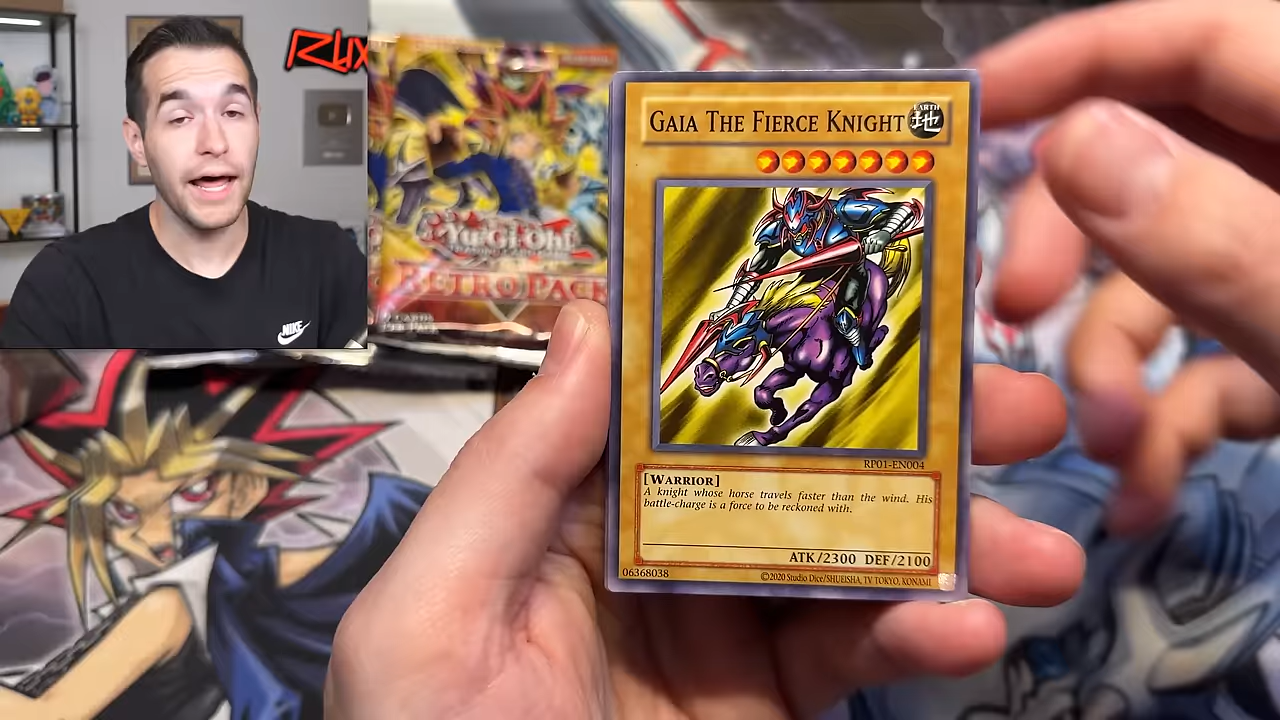 Yu-Gi-Oh!
RETRO PACK
NIKE
GAIA THE FIERCE KNIGHT
EARTH
地
RP01-EN004
[WARRIOR]
A knight whose horse travels faster than the wind. His
battle-charge is a force to be reckoned with.
ATK/2300 DEF/2100
06368038
©2020 Studio Dice/SHUEISHA, TV TOKYO, KONAMI